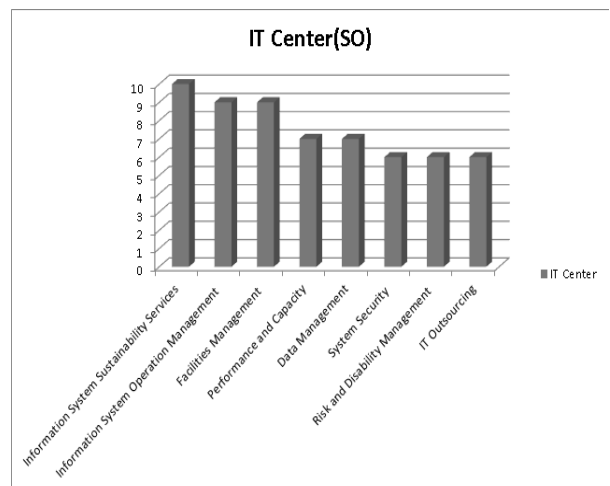 IT Center(SO)
10
9
8
7
6
5
4
3
2
1
0
IT Center
Information System Sustainability Services
Information System Operation Management
Facilities Management
Performance and Capacity
Data Management
System Security
Risk and Disability Management
IT Outsourcing